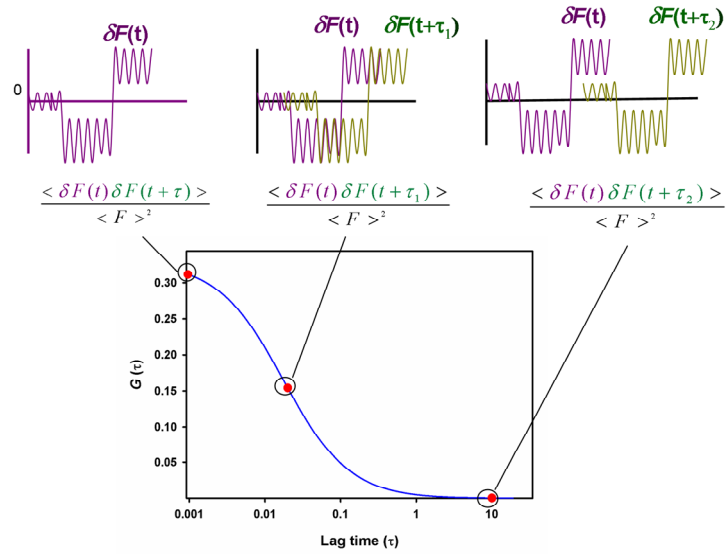 δF(t)
0
< δF(t) δF(t + τ) >
< F >²
δF(t) δF(t+τ₁)
< δF(t) δF(t + τ₁) >
< F >²
δF(t) δF(t+τ₂)
< δF(t) δF(t + τ₂) >
< F >²
G (τ)
0.30
0.25
0.20
0.15
0.10
0.05
0.001 0.01 0.1 1 10
Lag time (τ)